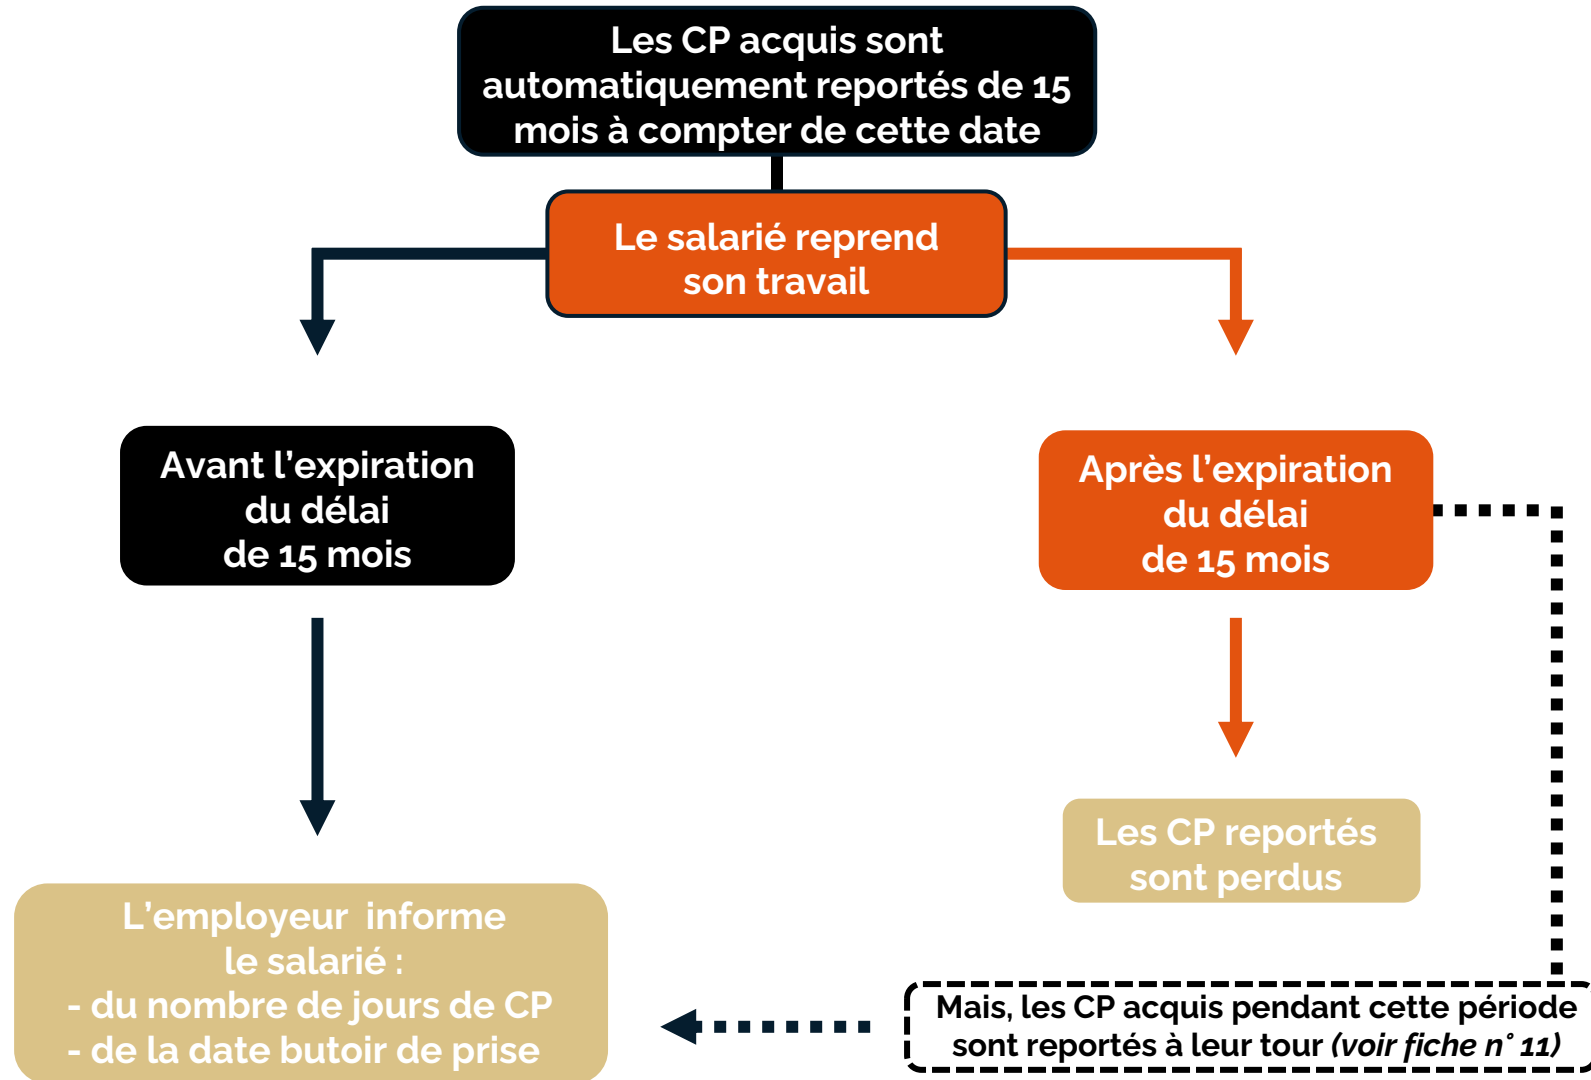 Les CP acquis sont
automatiquement reportés de 15
mois à compter de cette date
Le salarié reprend
son travail
Avant l’expiration
du délai
de 15 mois
Après l’expiration
du délai
de 15 mois
Les CP reportés
sont perdus
L’employeur informe
le salarié :
- du nombre de jours de CP
- de la date butoir de prise
Mais, les CP acquis pendant cette période
sont reportés à leur tour (voir fiche n° 11)